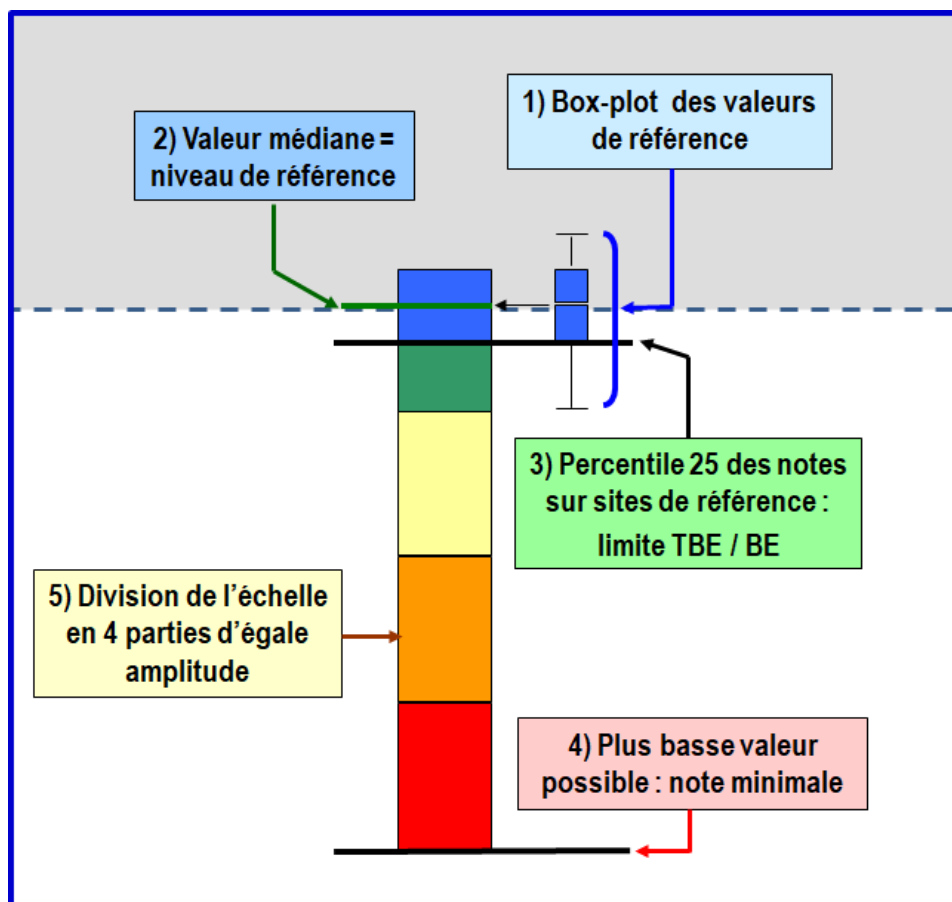 1) Box-plot des valeurs
de référence
2) Valeur médiane =
niveau de référence
3) Percentile 25 des notes
sur sites de référence :
limite TBE / BE
5) Division de l'échelle
en 4 parties d'égale
amplitude
4) Plus basse valeur
possible : note minimale